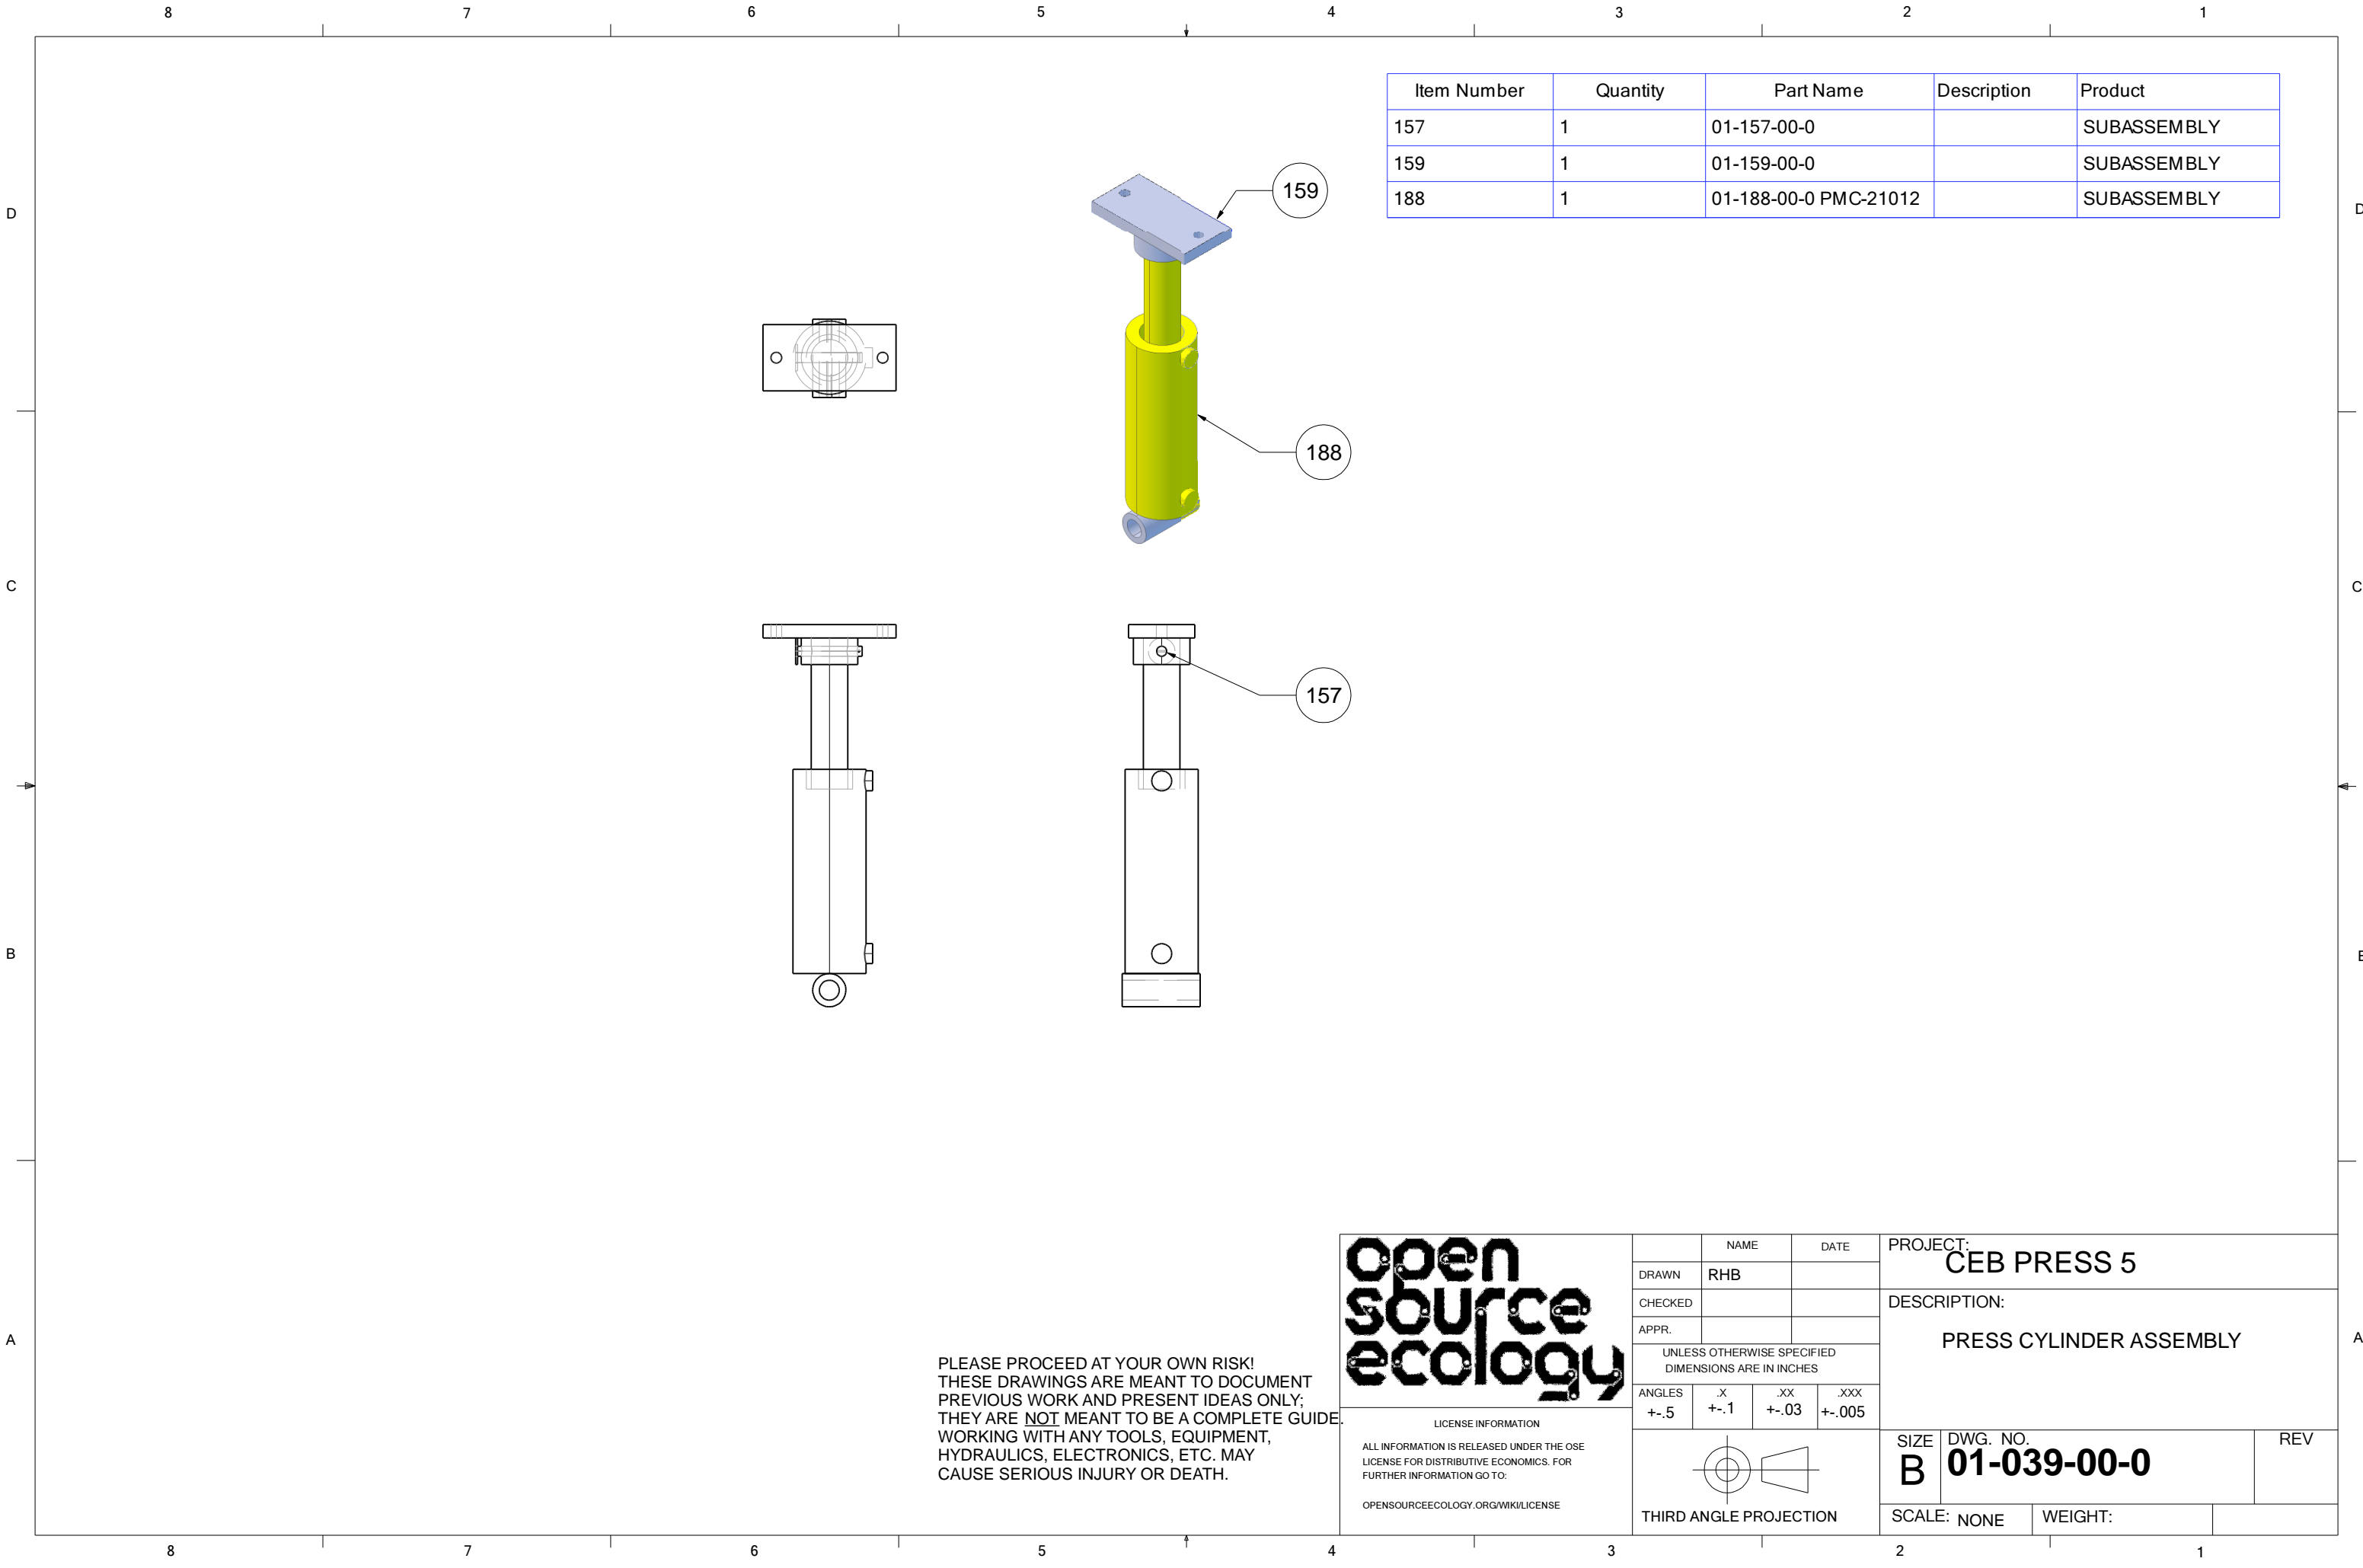 8 7 6 5 4 3 2 1
Item Number Quantity Part Name Description Product
157 1 01-157-00-0 SUBASSEMBLY
159 1 01-159-00-0 SUBASSEMBLY
188 1 01-188-00-0 PMC-21012 SUBASSEMBLY
159
D D
188
C C
157
B B
A A
PLEASE PROCEED AT YOUR OWN RISK!
THESE DRAWINGS ARE MEANT TO DOCUMENT
PREVIOUS WORK AND PRESENT IDEAS ONLY;
THEY ARE NOT MEANT TO BE A COMPLETE GUIDE.
WORKING WITH ANY TOOLS, EQUIPMENT,
HYDRAULICS, ELECTRONICS, ETC. MAY
CAUSE SERIOUS INJURY OR DEATH.
open
source
ecology
LICENSE INFORMATION
ALL INFORMATION IS RELEASED UNDER THE OSE
LICENSE FOR DISTRIBUTIVE ECONOMICS. FOR
FURTHER INFORMATION GO TO:
OPENSOURCEECOLOGY.ORG/WIKI/LICENSE
NAME DATE
DRAWN RHB
CHECKED
APPR.
UNLESS OTHERWISE SPECIFIED
DIMENSIONS ARE IN INCHES
ANGLES .X .XX .XXX
+-.5 +-.1 +-.03 +-.005
THIRD ANGLE PROJECTION
PROJECT:
CEB PRESS 5
DESCRIPTION:
PRESS CYLINDER ASSEMBLY
SIZE DWG. NO. REV
B 01-039-00-0
SCALE: NONE WEIGHT:
8 7 6 5 4 3 2 1